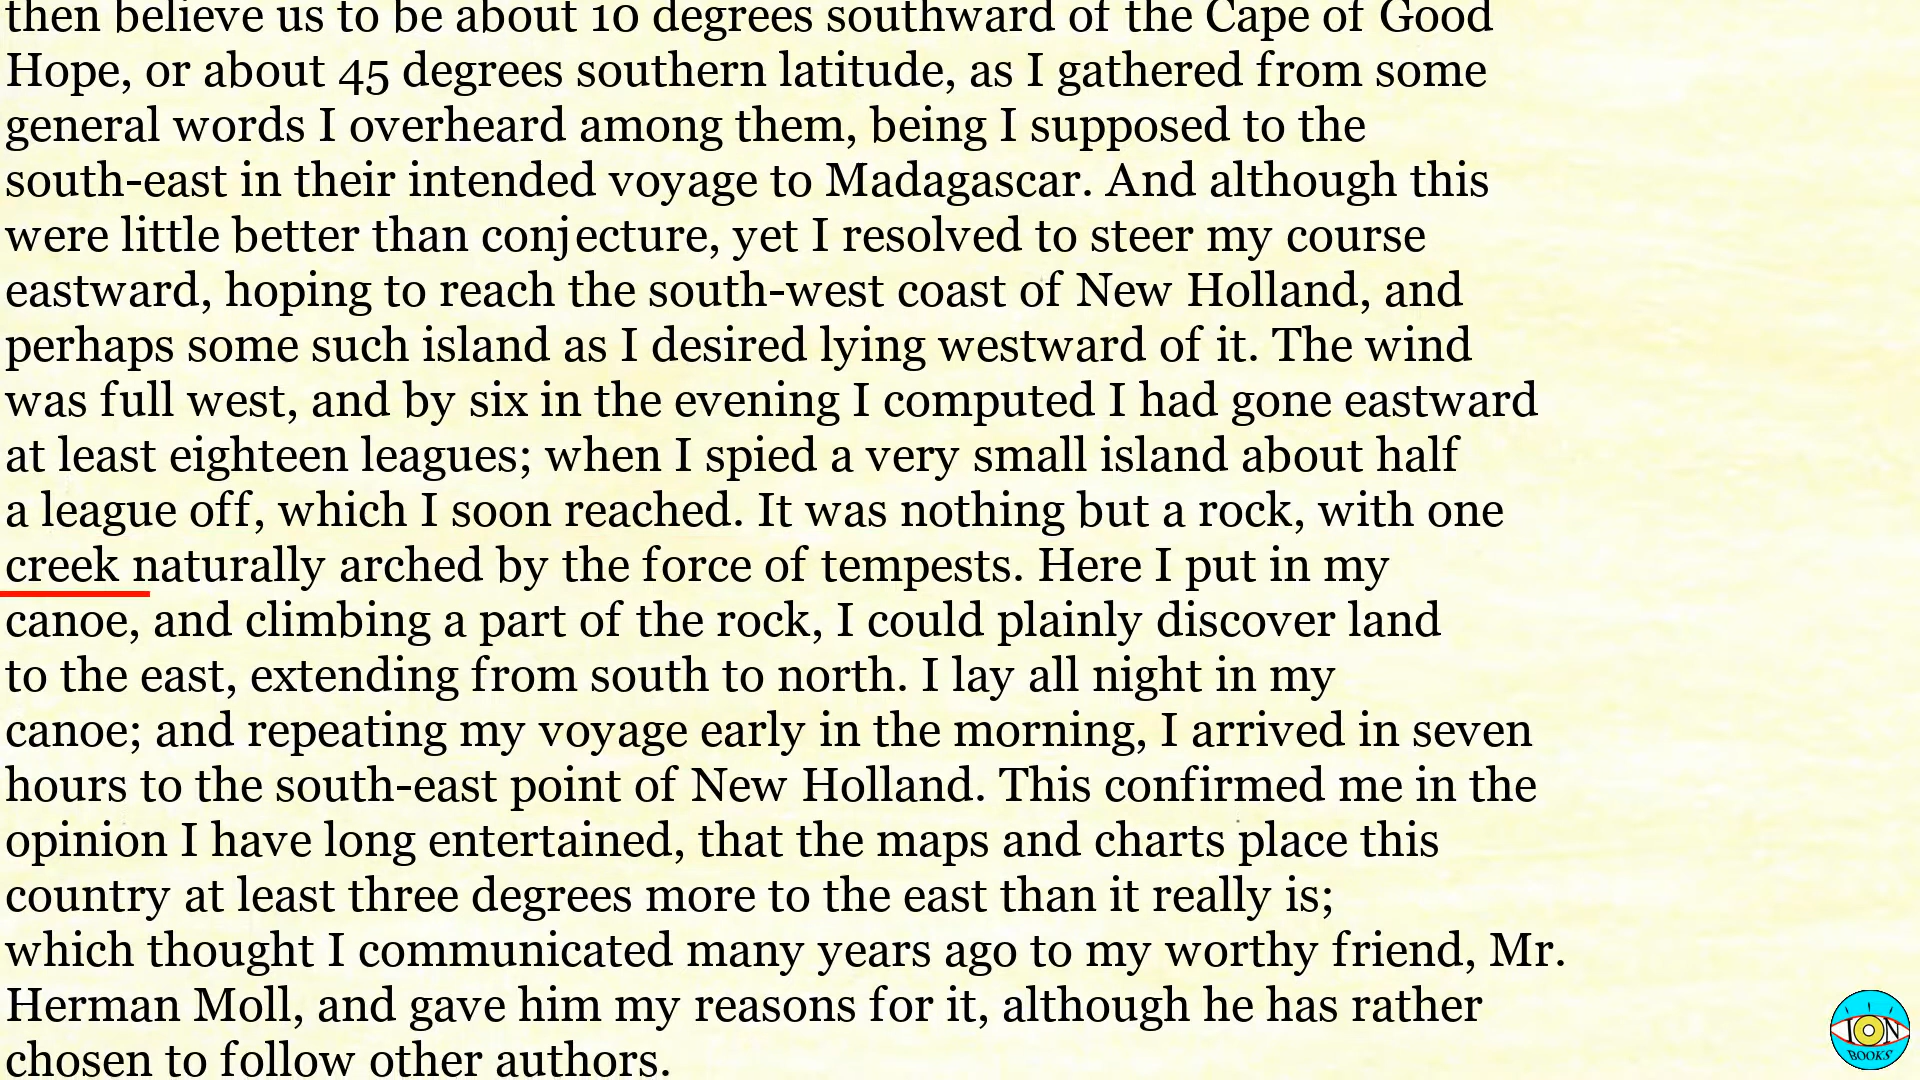 then believe us to be about 10 degrees southward of the Cape of Good
Hope, or about 45 degrees southern latitude, as I gathered from some
general words I overheard among them, being I supposed to the
south-east in their intended voyage to Madagascar. And although this
were little better than conjecture, yet I resolved to steer my course
eastward, hoping to reach the south-west coast of New Holland, and
perhaps some such island as I desired lying westward of it. The wind
was full west, and by six in the evening I computed I had gone eastward
at least eighteen leagues; when I spied a very small island about half
a league off, which I soon reached. It was nothing but a rock, with one
creek naturally arched by the force of tempests. Here I put in my
canoe, and climbing a part of the rock, I could plainly discover land
to the east, extending from south to north. I lay all night in my
canoe; and repeating my voyage early in the morning, I arrived in seven
hours to the south-east point of New Holland. This confirmed me in the
opinion I have long entertained, that the maps and charts place this
country at least three degrees more to the east than it really is;
which thought I communicated many years ago to my worthy friend, Mr.
Herman Moll, and gave him my reasons for it, although he has rather
chosen to follow other authors.
ION
BOOKS